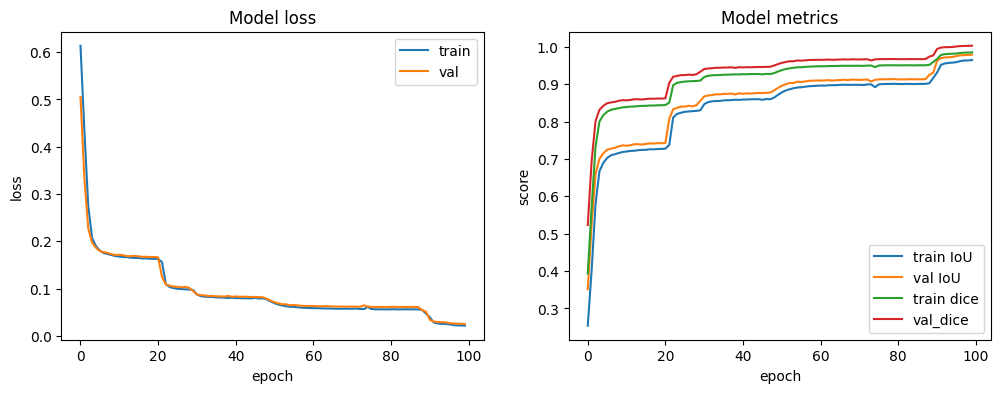 Model loss
0.6
0.5
0.4
0.3
0.2
0.1
0.0
loss
0 20 40 60 80 100
epoch
train
val
Model metrics
1.0
0.9
0.8
0.7
0.6
0.5
0.4
0.3
score
0 20 40 60 80 100
epoch
train IoU
val IoU
train dice
val_dice